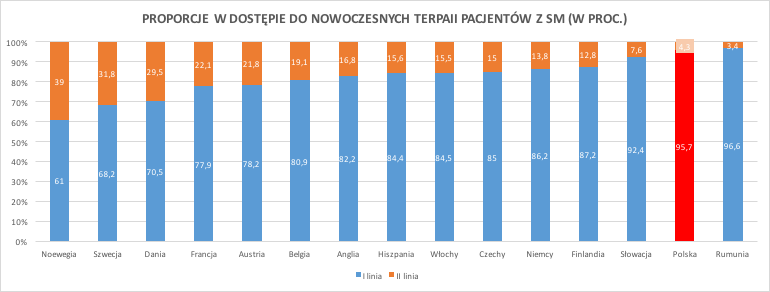 PROPORCJE W DOSTĘPIE DO NOWOCZESNYCH TERPAII PACJENTÓW Z SM (W PROC.)
100%
90%
80%
70%
60%
50%
40%
30%
20%
10%
0%
39 31,8 29,5 22,1 21,8 19,1 16,8 15,6 15,5 15 13,8 12,8 7,6 4,3 3,4
61 68,2 70,5 77,9 78,2 80,9 82,2 84,4 84,5 85 86,2 87,2 92,4 95,7 96,6
Noewegia Szwecja Dania Francja Austria Belgia Anglia Hiszpania Włochy Czechy Niemcy Finlandia Słowacja Polska Rumunia
I linia II linia